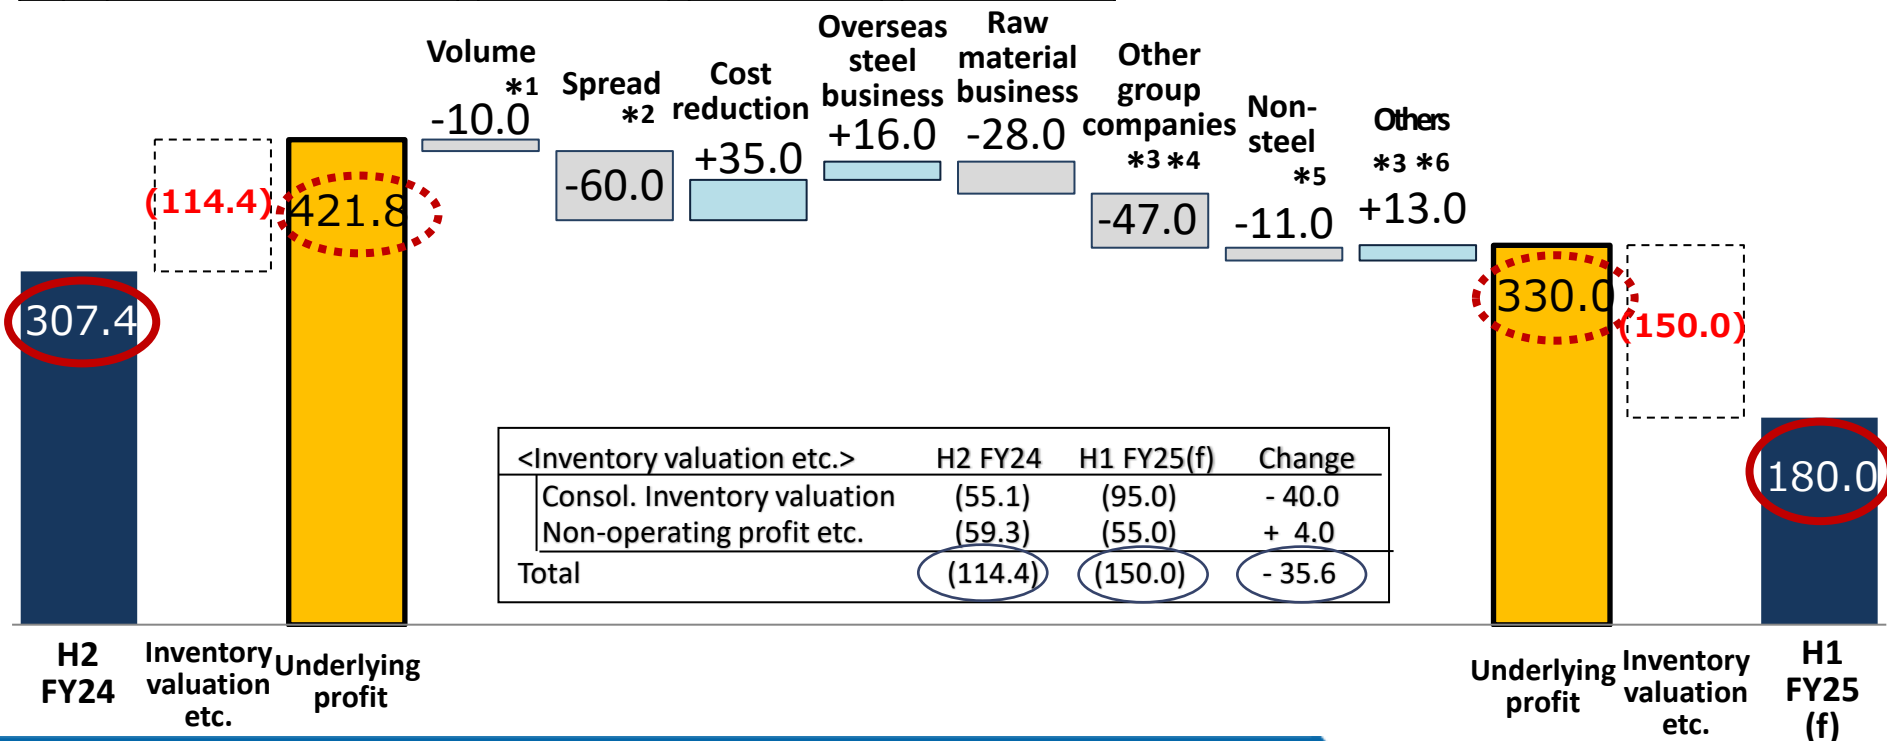 Volume
*1
-10.0
Spread
*2
-60.0
Cost
reduction
+35.0
Overseas
steel
business
+16.0
Raw
material
business
-28.0
Other
group
companies
*3 *4
-47.0
Non-
steel
*5
-11.0
Others
*3 *6
+13.0
307.4
(114.4)
421.8
330.0
(150.0)
180.0
<Inventory valuation etc.> H2 FY24 H1 FY25(f) Change
Consol. Inventory valuation (55.1) (95.0) - 40.0
Non-operating profit etc. (59.3) (55.0) + 4.0
Total (114.4) (150.0) - 35.6
H2
FY24
Inventory
valuation
etc.
Underlying
profit
Underlying
profit
Inventory
valuation
etc.
H1
FY25
(f)